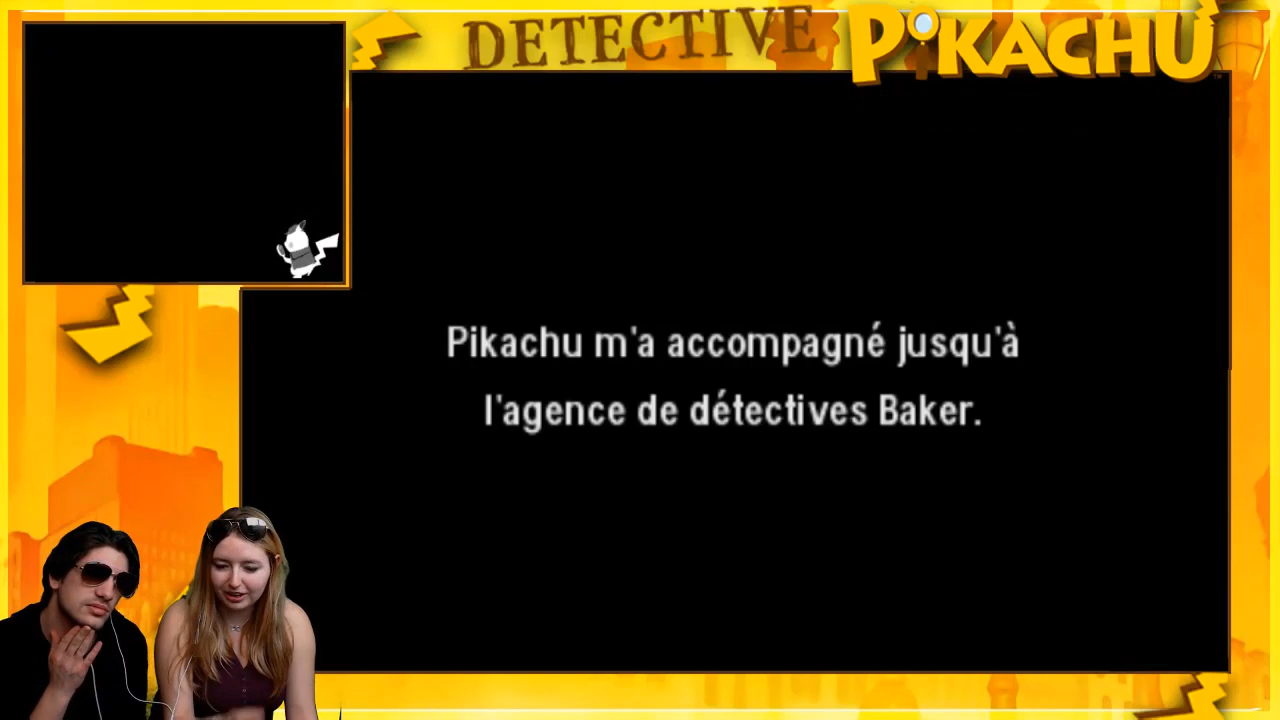 DETECTIVE PiKACHU
Pikachu m'a accompagné jusqu'à
l'agence de détectives Baker.